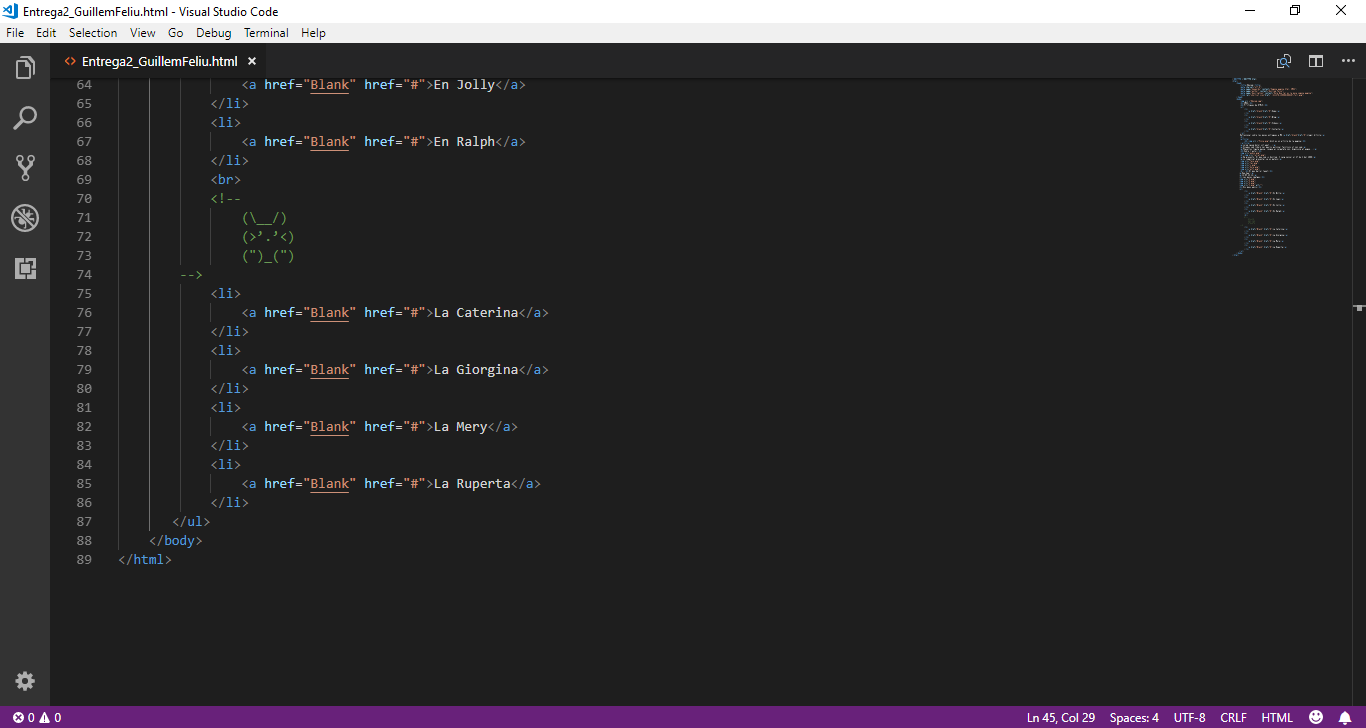 Entrega2_GuillemFeliu.html - Visual Studio Code
File Edit Selection View Go Debug Terminal Help
<> Entrega2_GuillemFeliu.html ×
64 <a href="Blank" href="#">En Jolly</a>
65 </li>
66 <li>
67 <a href="Blank" href="#">En Ralph</a>
68 </li>
69 <br>
70 <!--
71 (\__/)
72 (>’.’<)
73 (")_(")
74 -->
75 <li>
76 <a href="Blank" href="#">La Caterina</a>
77 </li>
78 <li>
79 <a href="Blank" href="#">La Giorgina</a>
80 </li>
81 <li>
82 <a href="Blank" href="#">La Mery</a>
83 </li>
84 <li>
85 <a href="Blank" href="#">La Ruperta</a>
86 </li>
87 </ul>
88 </body>
89 </html>
0 0 Ln 45, Col 29 Spaces: 4 UTF-8 CRLF HTML